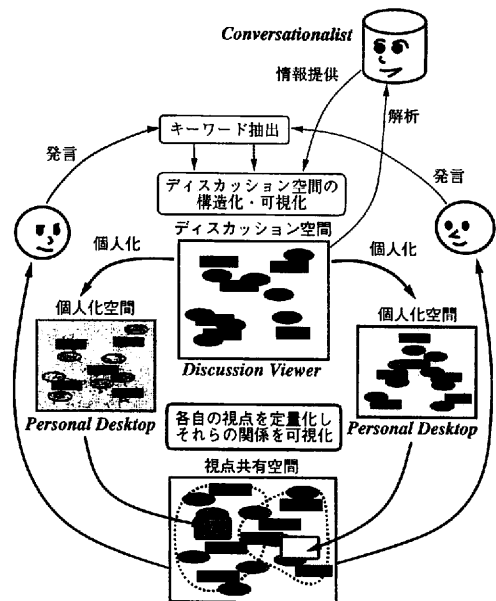 Conversationalist
情報提供
解析
キーワード抽出
発言
発言
ディスカッション空間の
構造化・可視化
ディスカッション空間
個人化
個人化
個人化空間
個人化空間
Discussion Viewer
Personal Desktop
Personal Desktop
各自の視点を定量化し
それらの関係を可視化
視点共有空間